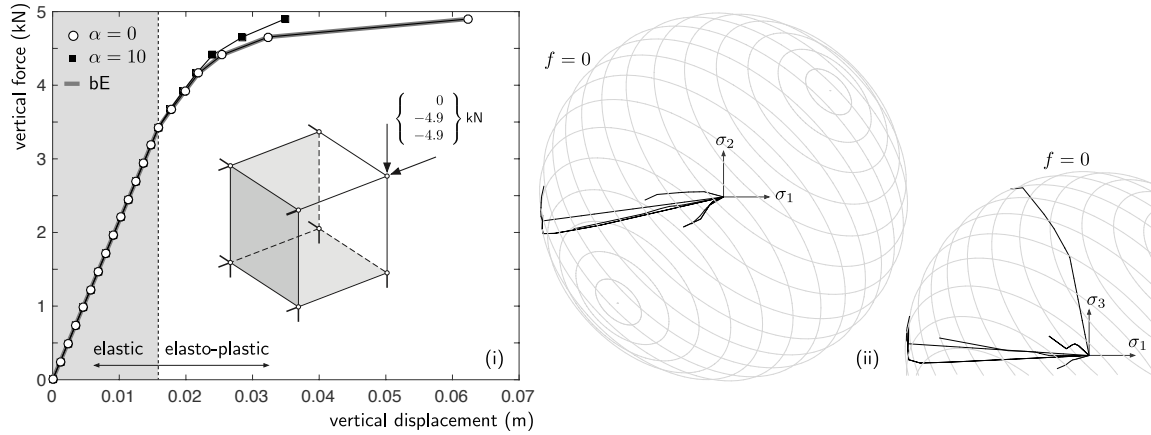 5
4
3
2
1
0
vertical force (kN)
α = 0
α = 10
bE
{ 0
−4.9
−4.9 } kN
elastic
elasto-plastic
(i)
0
0.01
0.02
0.03
0.04
0.05
0.06
0.07
vertical displacement (m)
f = 0
σ2
σ1
(ii)
f = 0
σ3
σ1